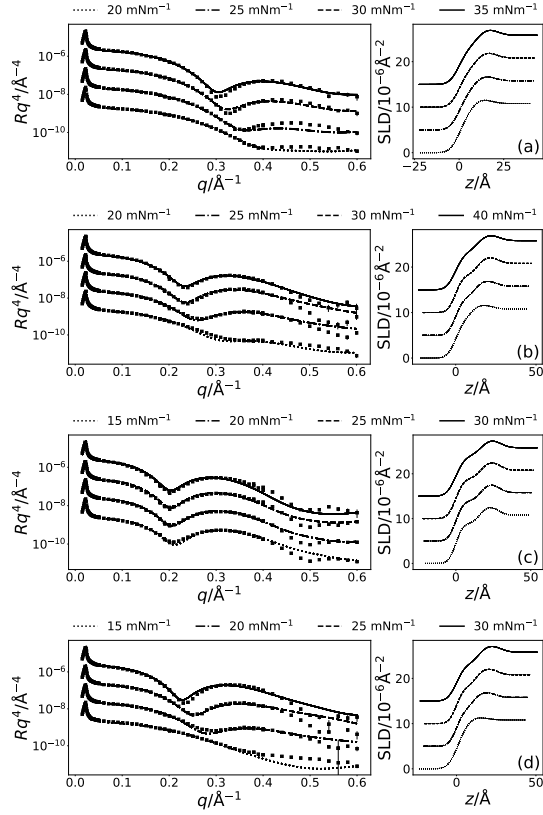 20 mNm⁻¹ 25 mNm⁻¹ 30 mNm⁻¹ 35 mNm⁻¹
10⁻⁶
10⁻⁸
10⁻¹⁰
Rq⁴/Å⁻⁴
0.0 0.1 0.2 0.3 0.4 0.5 0.6
q/Å⁻¹
SLD/10⁻⁶Å⁻²
20
10
0
−25 0 25 50
z/Å
(a)
20 mNm⁻¹ 25 mNm⁻¹ 30 mNm⁻¹ 40 mNm⁻¹
10⁻⁶
10⁻⁸
10⁻¹⁰
Rq⁴/Å⁻⁴
0.0 0.1 0.2 0.3 0.4 0.5 0.6
q/Å⁻¹
SLD/10⁻⁶Å⁻²
20
10
0
0 50
z/Å
(b)
15 mNm⁻¹ 20 mNm⁻¹ 25 mNm⁻¹ 30 mNm⁻¹
10⁻⁶
10⁻⁸
10⁻¹⁰
Rq⁴/Å⁻⁴
0.0 0.1 0.2 0.3 0.4 0.5 0.6
q/Å⁻¹
SLD/10⁻⁶Å⁻²
20
10
0
0 50
z/Å
(c)
15 mNm⁻¹ 20 mNm⁻¹ 25 mNm⁻¹ 30 mNm⁻¹
10⁻⁶
10⁻⁸
10⁻¹⁰
Rq⁴/Å⁻⁴
0.0 0.1 0.2 0.3 0.4 0.5 0.6
q/Å⁻¹
SLD/10⁻⁶Å⁻²
20
10
0
0 50
z/Å
(d)